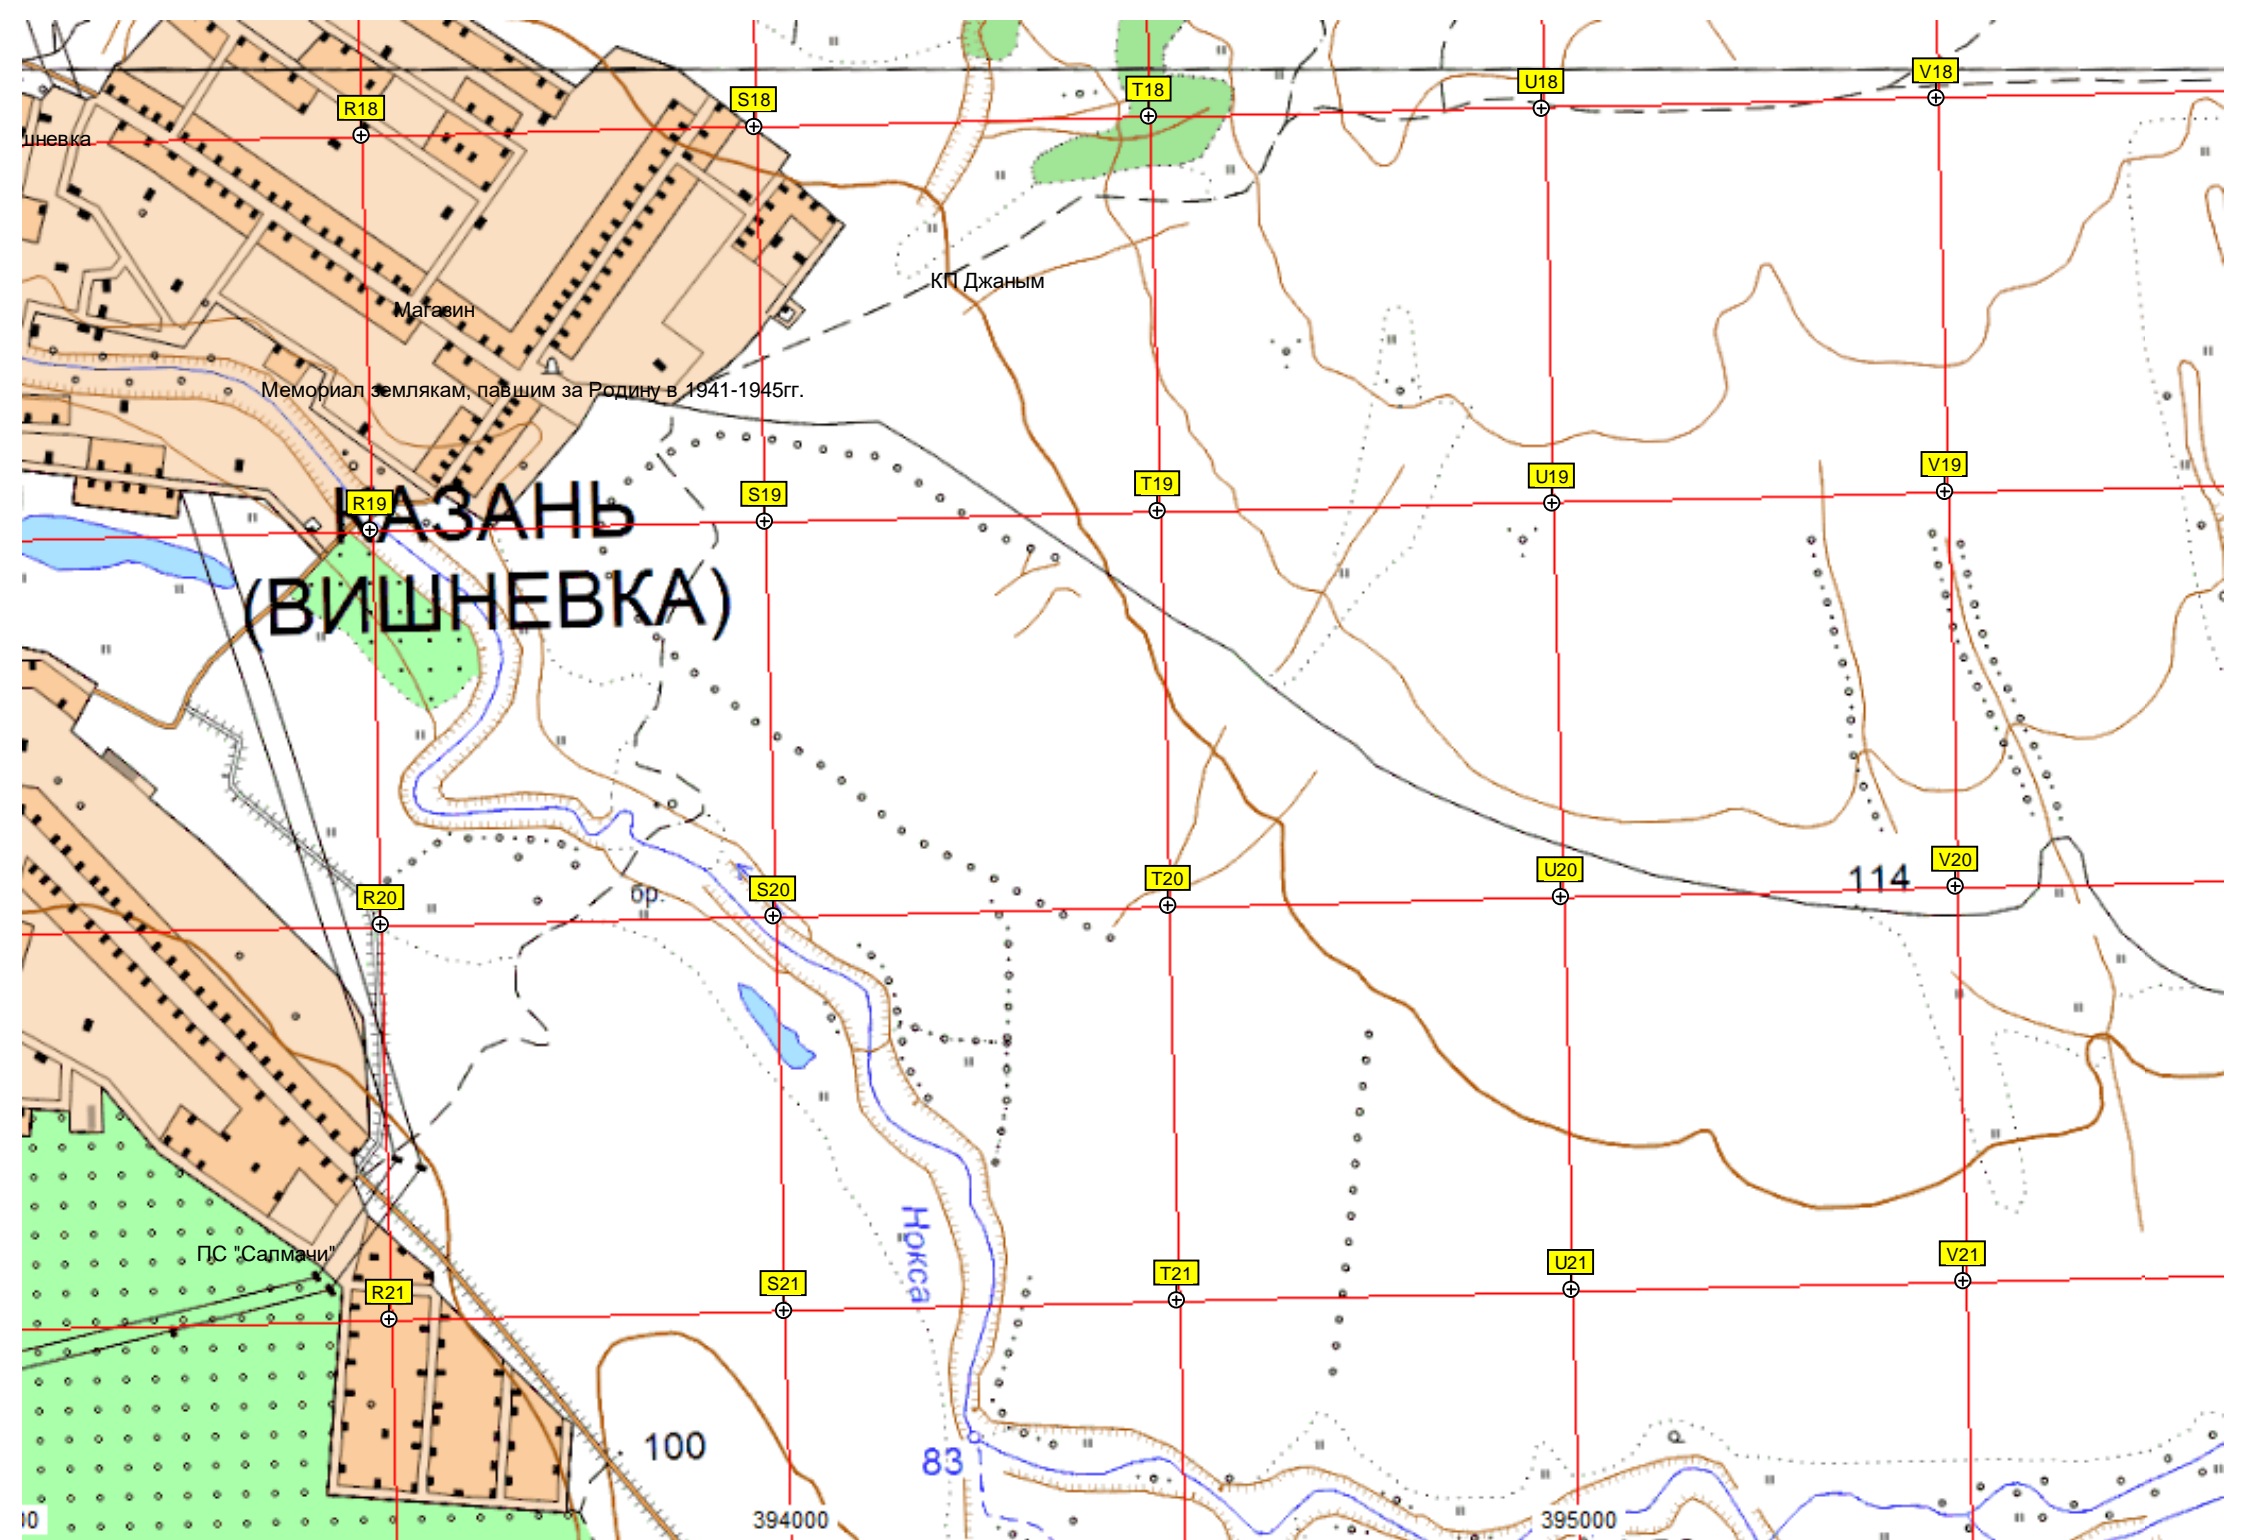 V18
U18
T18
S18
R18
шневка
КП Джаным
Магазин
Мемориал землякам, павшим за Родину в 1941-1945гг.
V19
U19
T19
S19
R19
КАЗАНЬ
(ВИШНЕВКА)
V20
U20
114
T20
S20
R20
бр.
Нокса
ПС "Салмачи"
V21
U21
T21
S21
R21
100
83
00
394000
395000